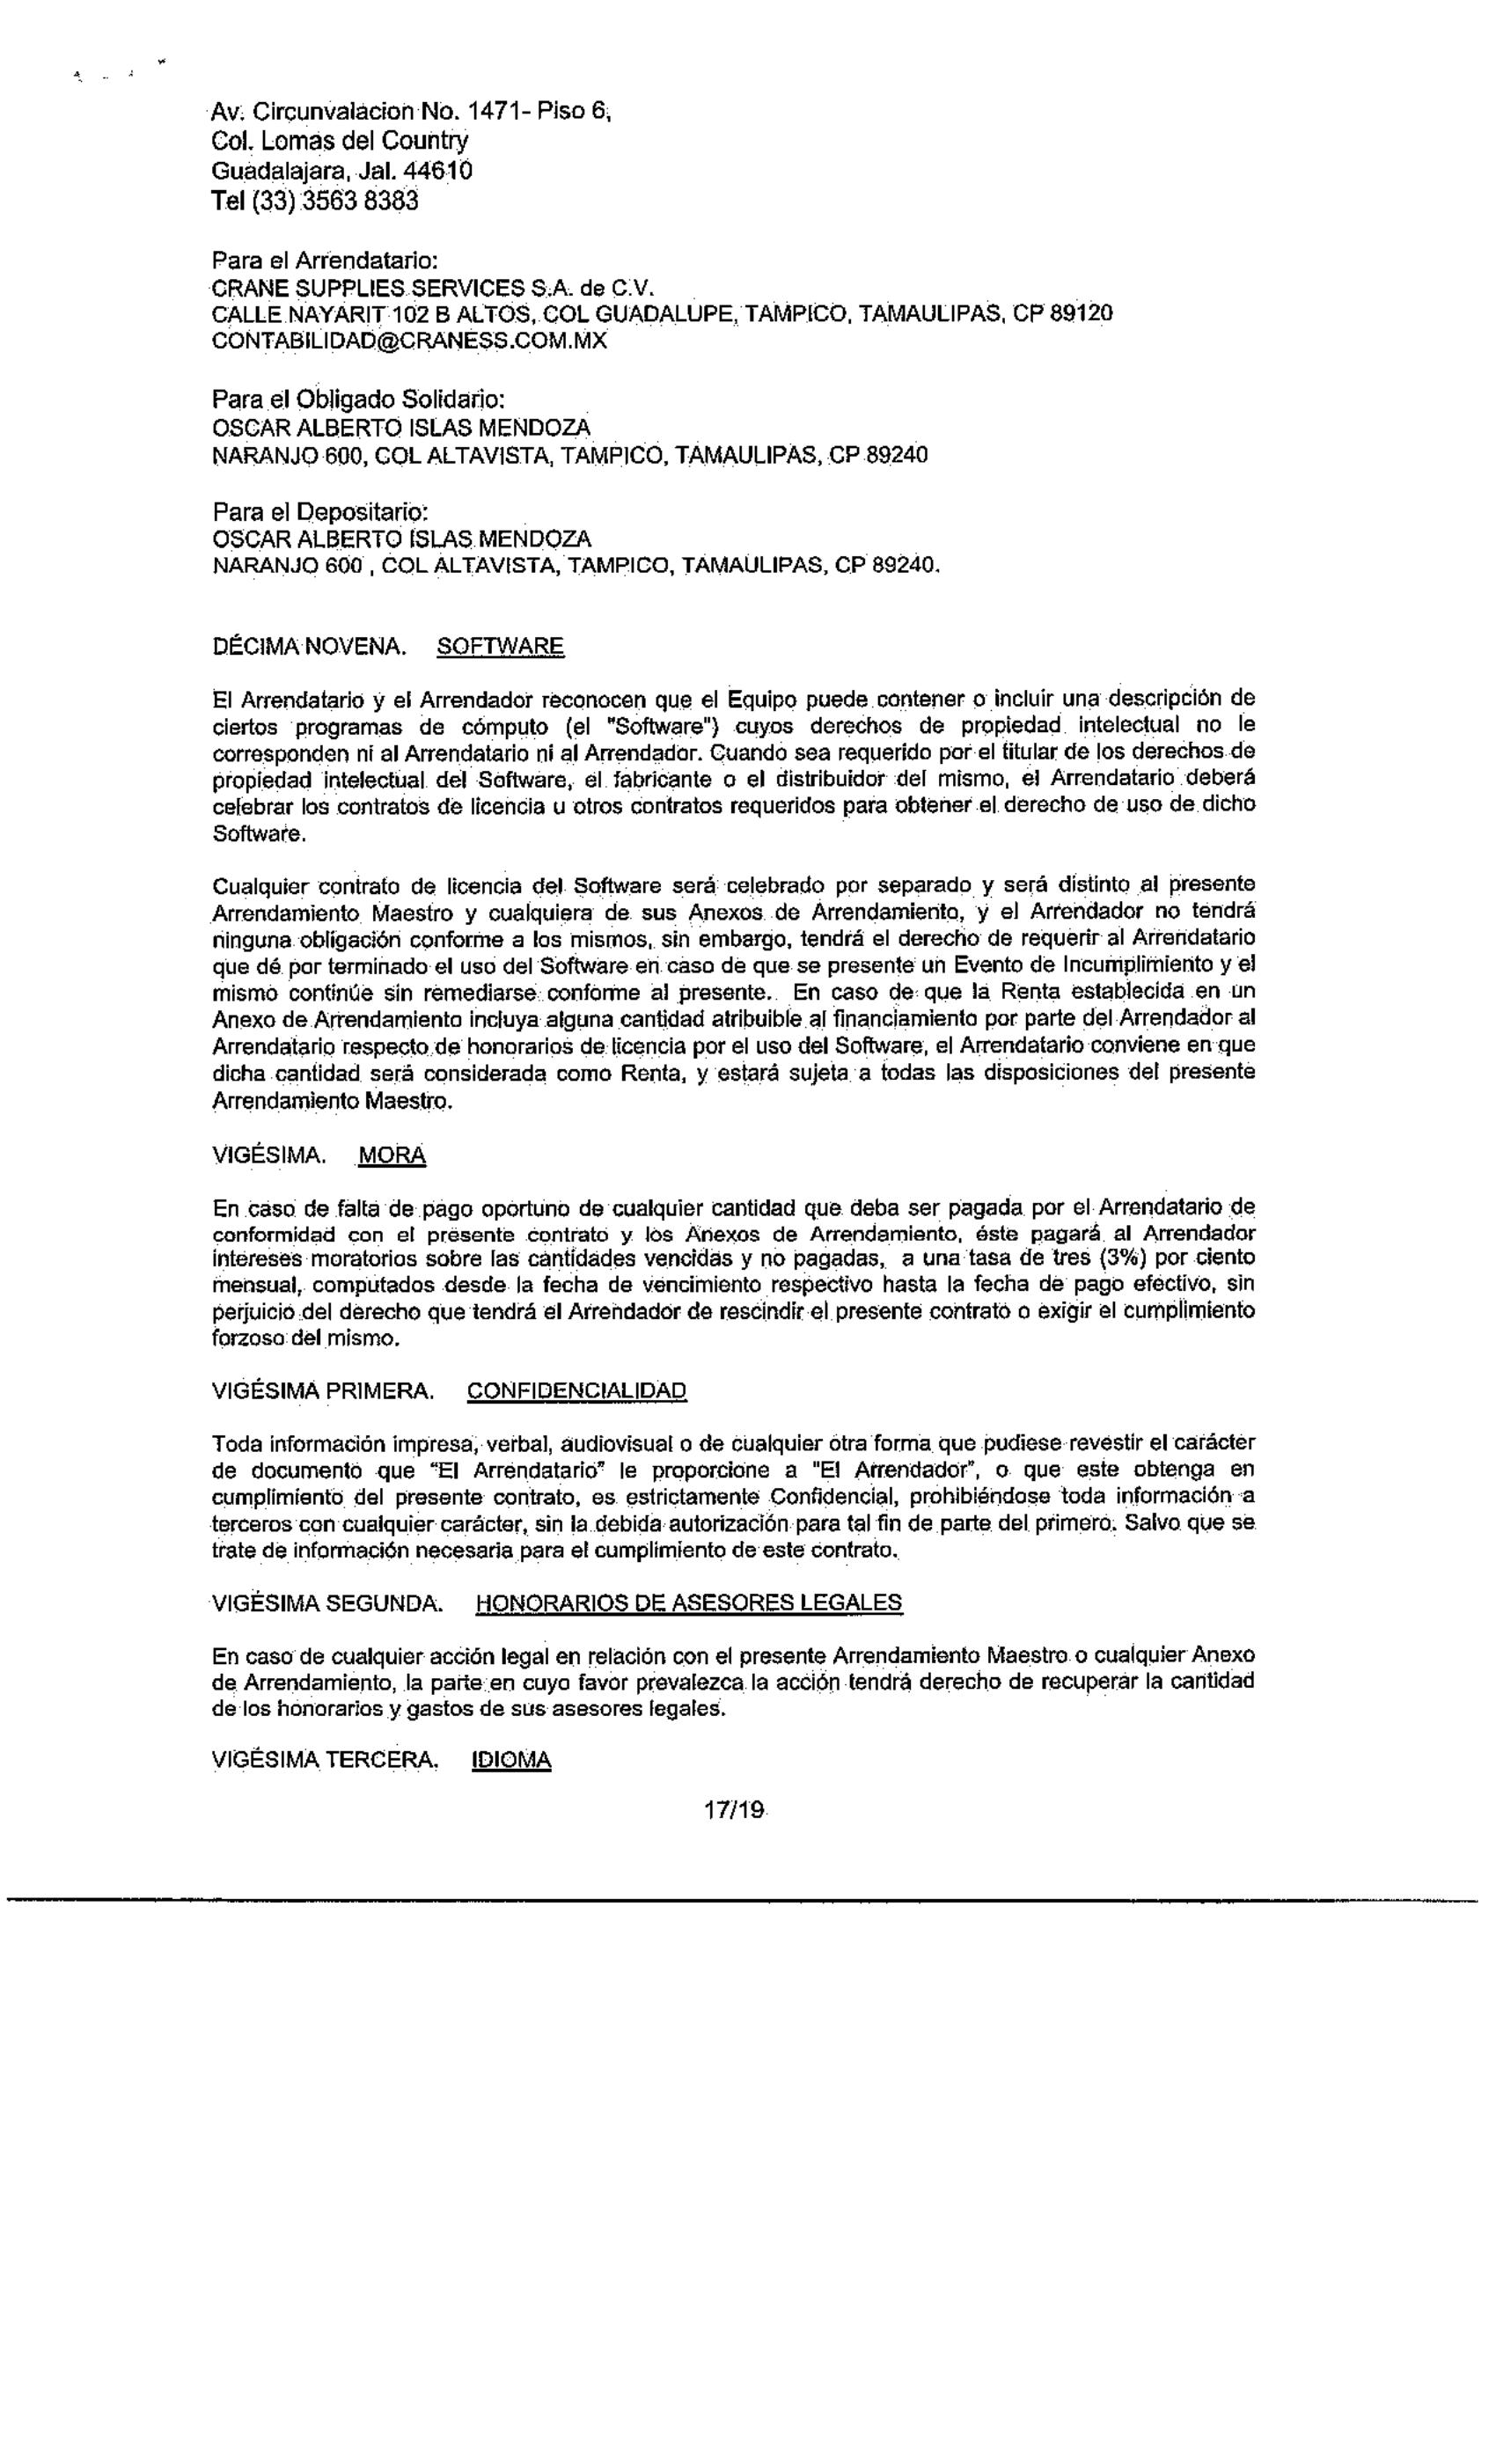 Av. Circunvalacion No. 1471- Piso 6,
Col. Lomas del Country
Guadalajara, Jal. 44610
Tel (33) 3563 8383
Para el Arrendatario:
CRANE SUPPLIES SERVICES S.A. de C.V.
CALLE NAYARIT 102 B ALTOS, COL GUADALUPE, TAMPICO, TAMAULIPAS, CP 89120
CONTABILIDAD@CRANESS.COM.MX
Para el Obligado Solidario:
OSCAR ALBERTO ISLAS MENDOZA
NARANJO 600, COL ALTAVISTA, TAMPICO, TAMAULIPAS, CP 89240
Para el Depositario:
OSCAR ALBERTO ISLAS MENDOZA
NARANJO 600 , COL ALTAVISTA, TAMPICO, TAMAULIPAS, CP 89240.
DÉCIMA NOVENA. SOFTWARE
El Arrendatario y el Arrendador reconocen que el Equipo puede contener o incluir una descripción de
ciertos programas de cómputo (el "Software") cuyos derechos de propiedad intelectual no le
corresponden ni al Arrendatario ni al Arrendador. Cuando sea requerido por el titular de los derechos de
propiedad intelectual del Software, el fabricante o el distribuidor del mismo, el Arrendatario deberá
celebrar los contratos de licencia u otros contratos requeridos para obtener el derecho de uso de dicho
Software.
Cualquier contrato de licencia del Software será celebrado por separado y será distinto al presente
Arrendamiento Maestro y cualquiera de sus Anexos de Arrendamiento, y el Arrendador no tendrá
ninguna obligación conforme a los mismos, sin embargo, tendrá el derecho de requerir al Arrendatario
que dé por terminado el uso del Software en caso de que se presente un Evento de Incumplimiento y el
mismo continúe sin remediarse conforme al presente. En caso de que la Renta establecida en un
Anexo de Arrendamiento incluya alguna cantidad atribuible al financiamiento por parte del Arrendador al
Arrendatario respecto de honorarios de licencia por el uso del Software, el Arrendatario conviene en que
dicha cantidad será considerada como Renta, y estará sujeta a todas las disposiciones del presente
Arrendamiento Maestro.
VIGÉSIMA. MORA
En caso de falta de pago oportuno de cualquier cantidad que deba ser pagada por el Arrendatario de
conformidad con el presente contrato y los Anexos de Arrendamiento, éste pagará al Arrendador
intereses moratorios sobre las cantidades vencidas y no pagadas, a una tasa de tres (3%) por ciento
mensual, computados desde la fecha de vencimiento respectivo hasta la fecha de pago efectivo, sin
perjuicio del derecho que tendrá el Arrendador de rescindir el presente contrato o exigir el cumplimiento
forzoso del mismo.
VIGÉSIMA PRIMERA. CONFIDENCIALIDAD
Toda información impresa, verbal, audiovisual o de cualquier otra forma que pudiese revestir el carácter
de documento que “El Arrendatario” le proporcione a "El Arrendador", o que este obtenga en
cumplimiento del presente contrato, es estrictamente Confidencial, prohibiéndose toda información a
terceros con cualquier carácter, sin la debida autorización para tal fin de parte del primero. Salvo que se
trate de información necesaria para el cumplimiento de este contrato.
VIGÉSIMA SEGUNDA. HONORARIOS DE ASESORES LEGALES
En caso de cualquier acción legal en relación con el presente Arrendamiento Maestro o cualquier Anexo
de Arrendamiento, la parte en cuyo favor prevalezca la acción tendrá derecho de recuperar la cantidad
de los honorarios y gastos de sus asesores legales.
VIGÉSIMA TERCERA. IDIOMA
17/19